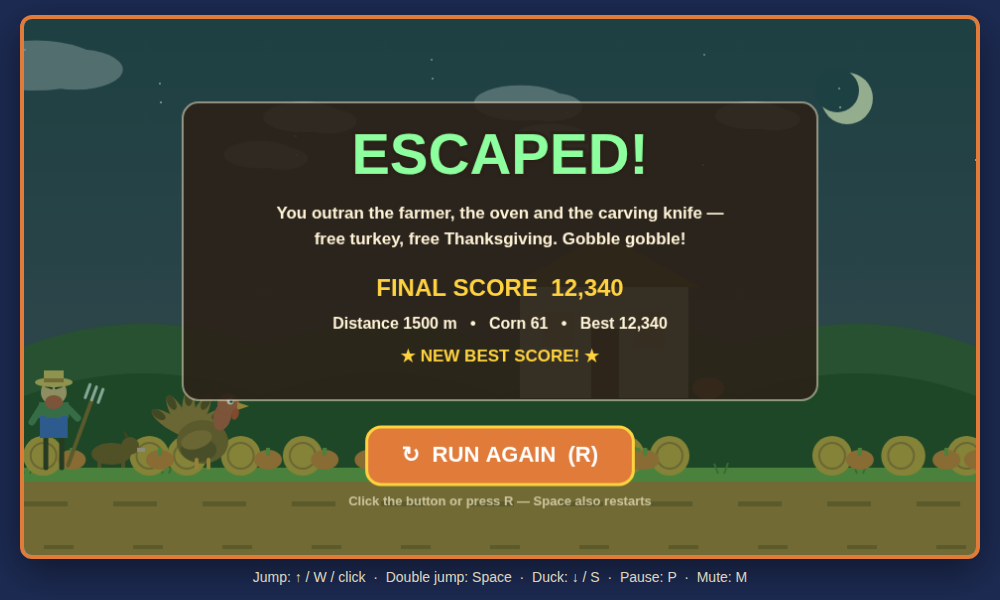 ESCAPED!
You outran the farmer, the oven and the carving knife —
free turkey, free Thanksgiving. Gobble gobble!
FINAL SCORE 12,340
Distance 1500 m • Corn 61 • Best 12,340
★ NEW BEST SCORE! ★
↻ RUN AGAIN (R)
Click the button or press R — Space also restarts
Jump: ↑ / W / click · Double jump: Space · Duck: ↓ / S · Pause: P · Mute: M